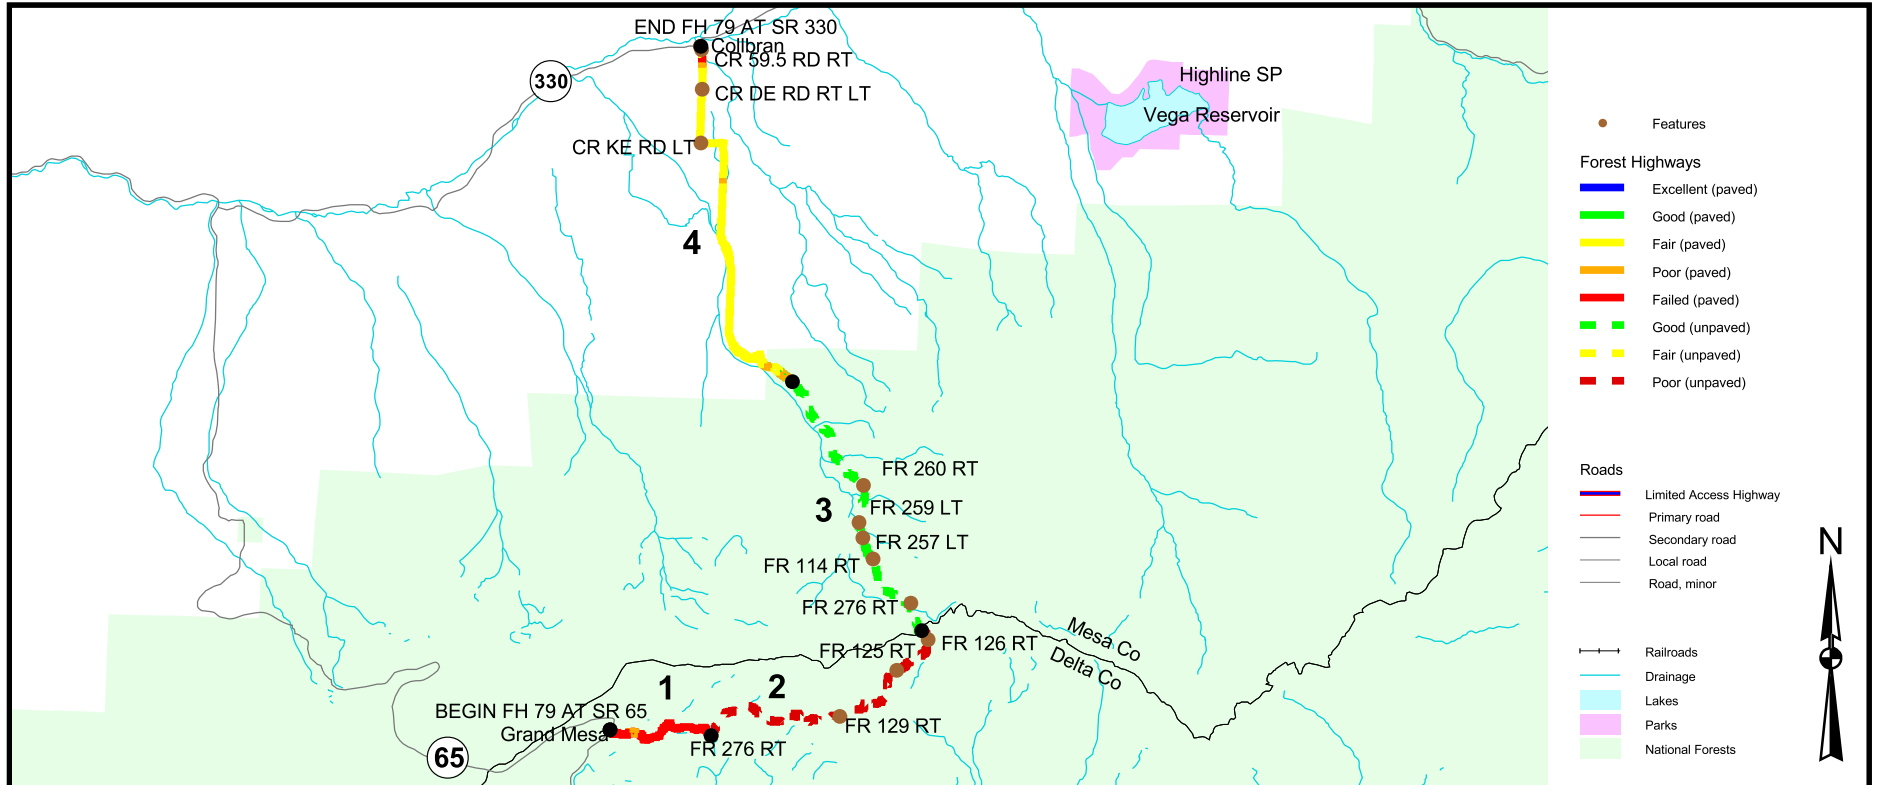 END FH 79 AT SR 330
Collbran
CR 59.5 RD RT
330
CR DE RD RT LT
CR KE RD LT
Highline SP
Vega Reservoir
4
FR 260 RT
3
FR 259 LT
FR 257 LT
FR 114 RT
FR 276 RT
FR 126 RT
FR 125 RT
Mesa Co
Delta Co
1
2
BEGIN FH 79 AT SR 65
Grand Mesa
FR 129 RT
FR 276 RT
65
Features
Forest Highways
Excellent (paved)
Good (paved)
Fair (paved)
Poor (paved)
Failed (paved)
Good (unpaved)
Fair (unpaved)
Poor (unpaved)
Roads
Limited Access Highway
Primary road
Secondary road
Local road
Road, minor
N
Railroads
Drainage
Lakes
Parks
National Forests